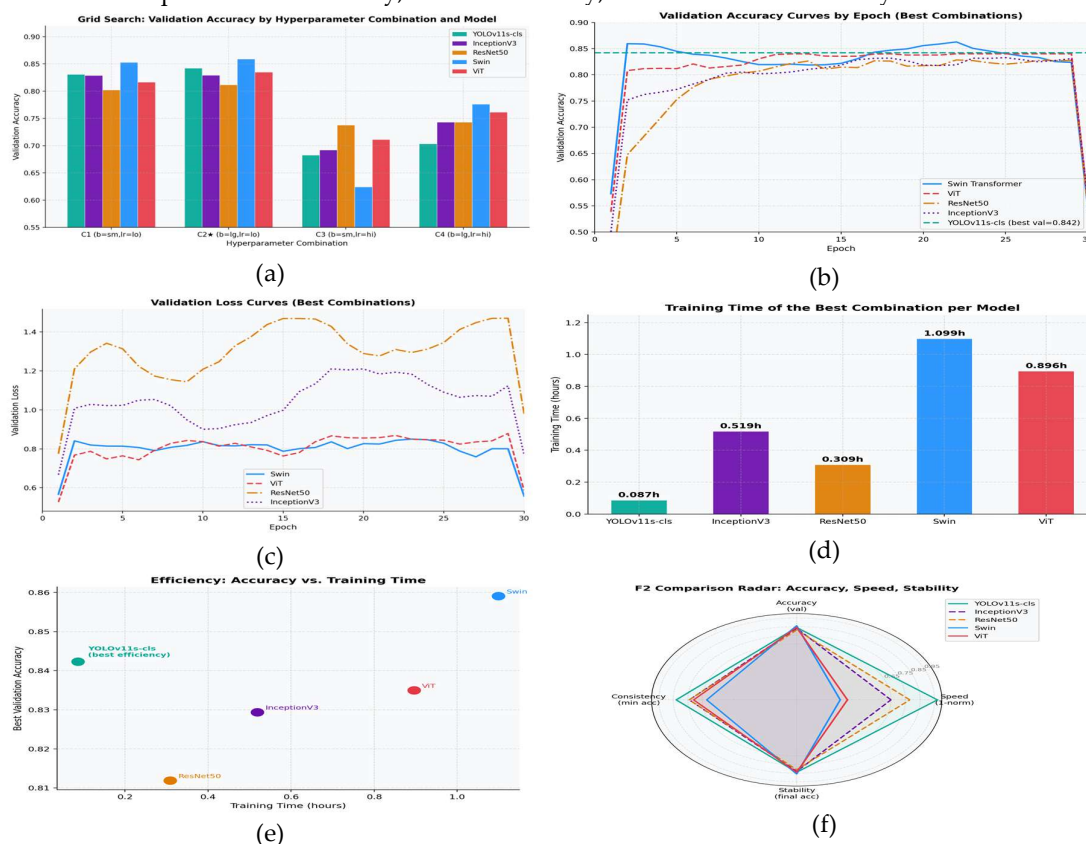 Grid Search: Validation Accuracy by Hyperparameter Combination and Model
Validation Accuracy
0.90
0.85
0.80
0.75
0.70
0.65
0.60
0.55
YOLOv11s-cls
InceptionV3
ResNet50
Swin
ViT
C1 (b=sm,lr=lo)
C2★ (b=lg,lr=lo)
C3 (b=sm,lr=hi)
C4 (b=lg,lr=hi)
Hyperparameter Combination
(a)
Validation Accuracy Curves by Epoch (Best Combinations)
Validation Accuracy
0.90
0.85
0.80
0.75
0.70
0.65
0.60
0.55
0.50
Swin Transformer
ViT
ResNet50
InceptionV3
YOLOv11s-cls (best val=0.842)
0
5
10
15
20
25
Epoch
(b)
Validation Loss Curves (Best Combinations)
Validation Loss
1.4
1.2
1.0
0.8
0.6
Swin
ViT
ResNet50
InceptionV3
0
5
10
15
20
25
30
Epoch
(c)
Training Time of the Best Combination per Model
Training Time (hours)
1.2
1.0
0.8
0.6
0.4
0.2
0.0
0.087h
0.519h
0.309h
1.099h
0.896h
YOLOv11s-cls
InceptionV3
ResNet50
Swin
ViT
(d)
Efficiency: Accuracy vs. Training Time
Best Validation Accuracy
0.86
0.85
0.84
0.83
0.82
0.81
Swin
YOLOv11s-cls
(best efficiency)
ViT
InceptionV3
ResNet50
0.2
0.4
0.6
0.8
1.0
Training Time (hours)
(e)
F2 Comparison Radar: Accuracy, Speed, Stability
YOLOv11s-cls
InceptionV3
ResNet50
Swin
ViT
Accuracy
(val)
Consistency
(min acc)
Speed
(1-norm)
Stability
(final acc)
0.75
0.85
0.95
(f)